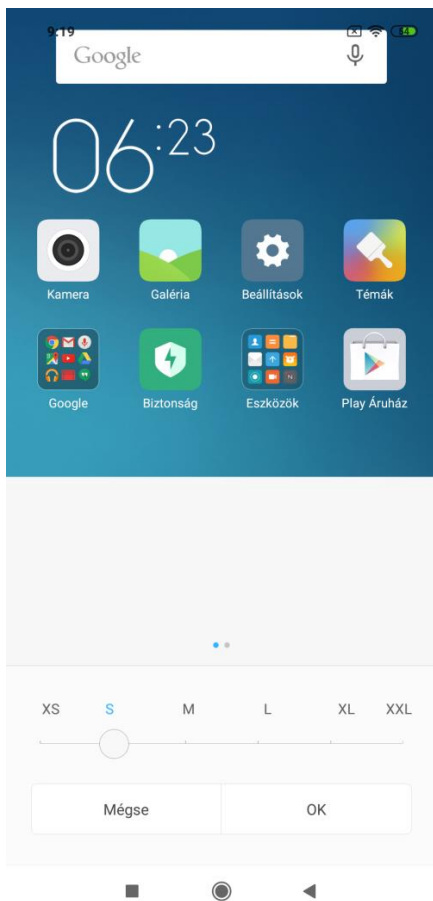 9:19
Google
06:23
Kamera Galéria Beállítások Témák
Google Biztonság Eszközök Play Áruház
XS S M L XL XXL
Mégse OK